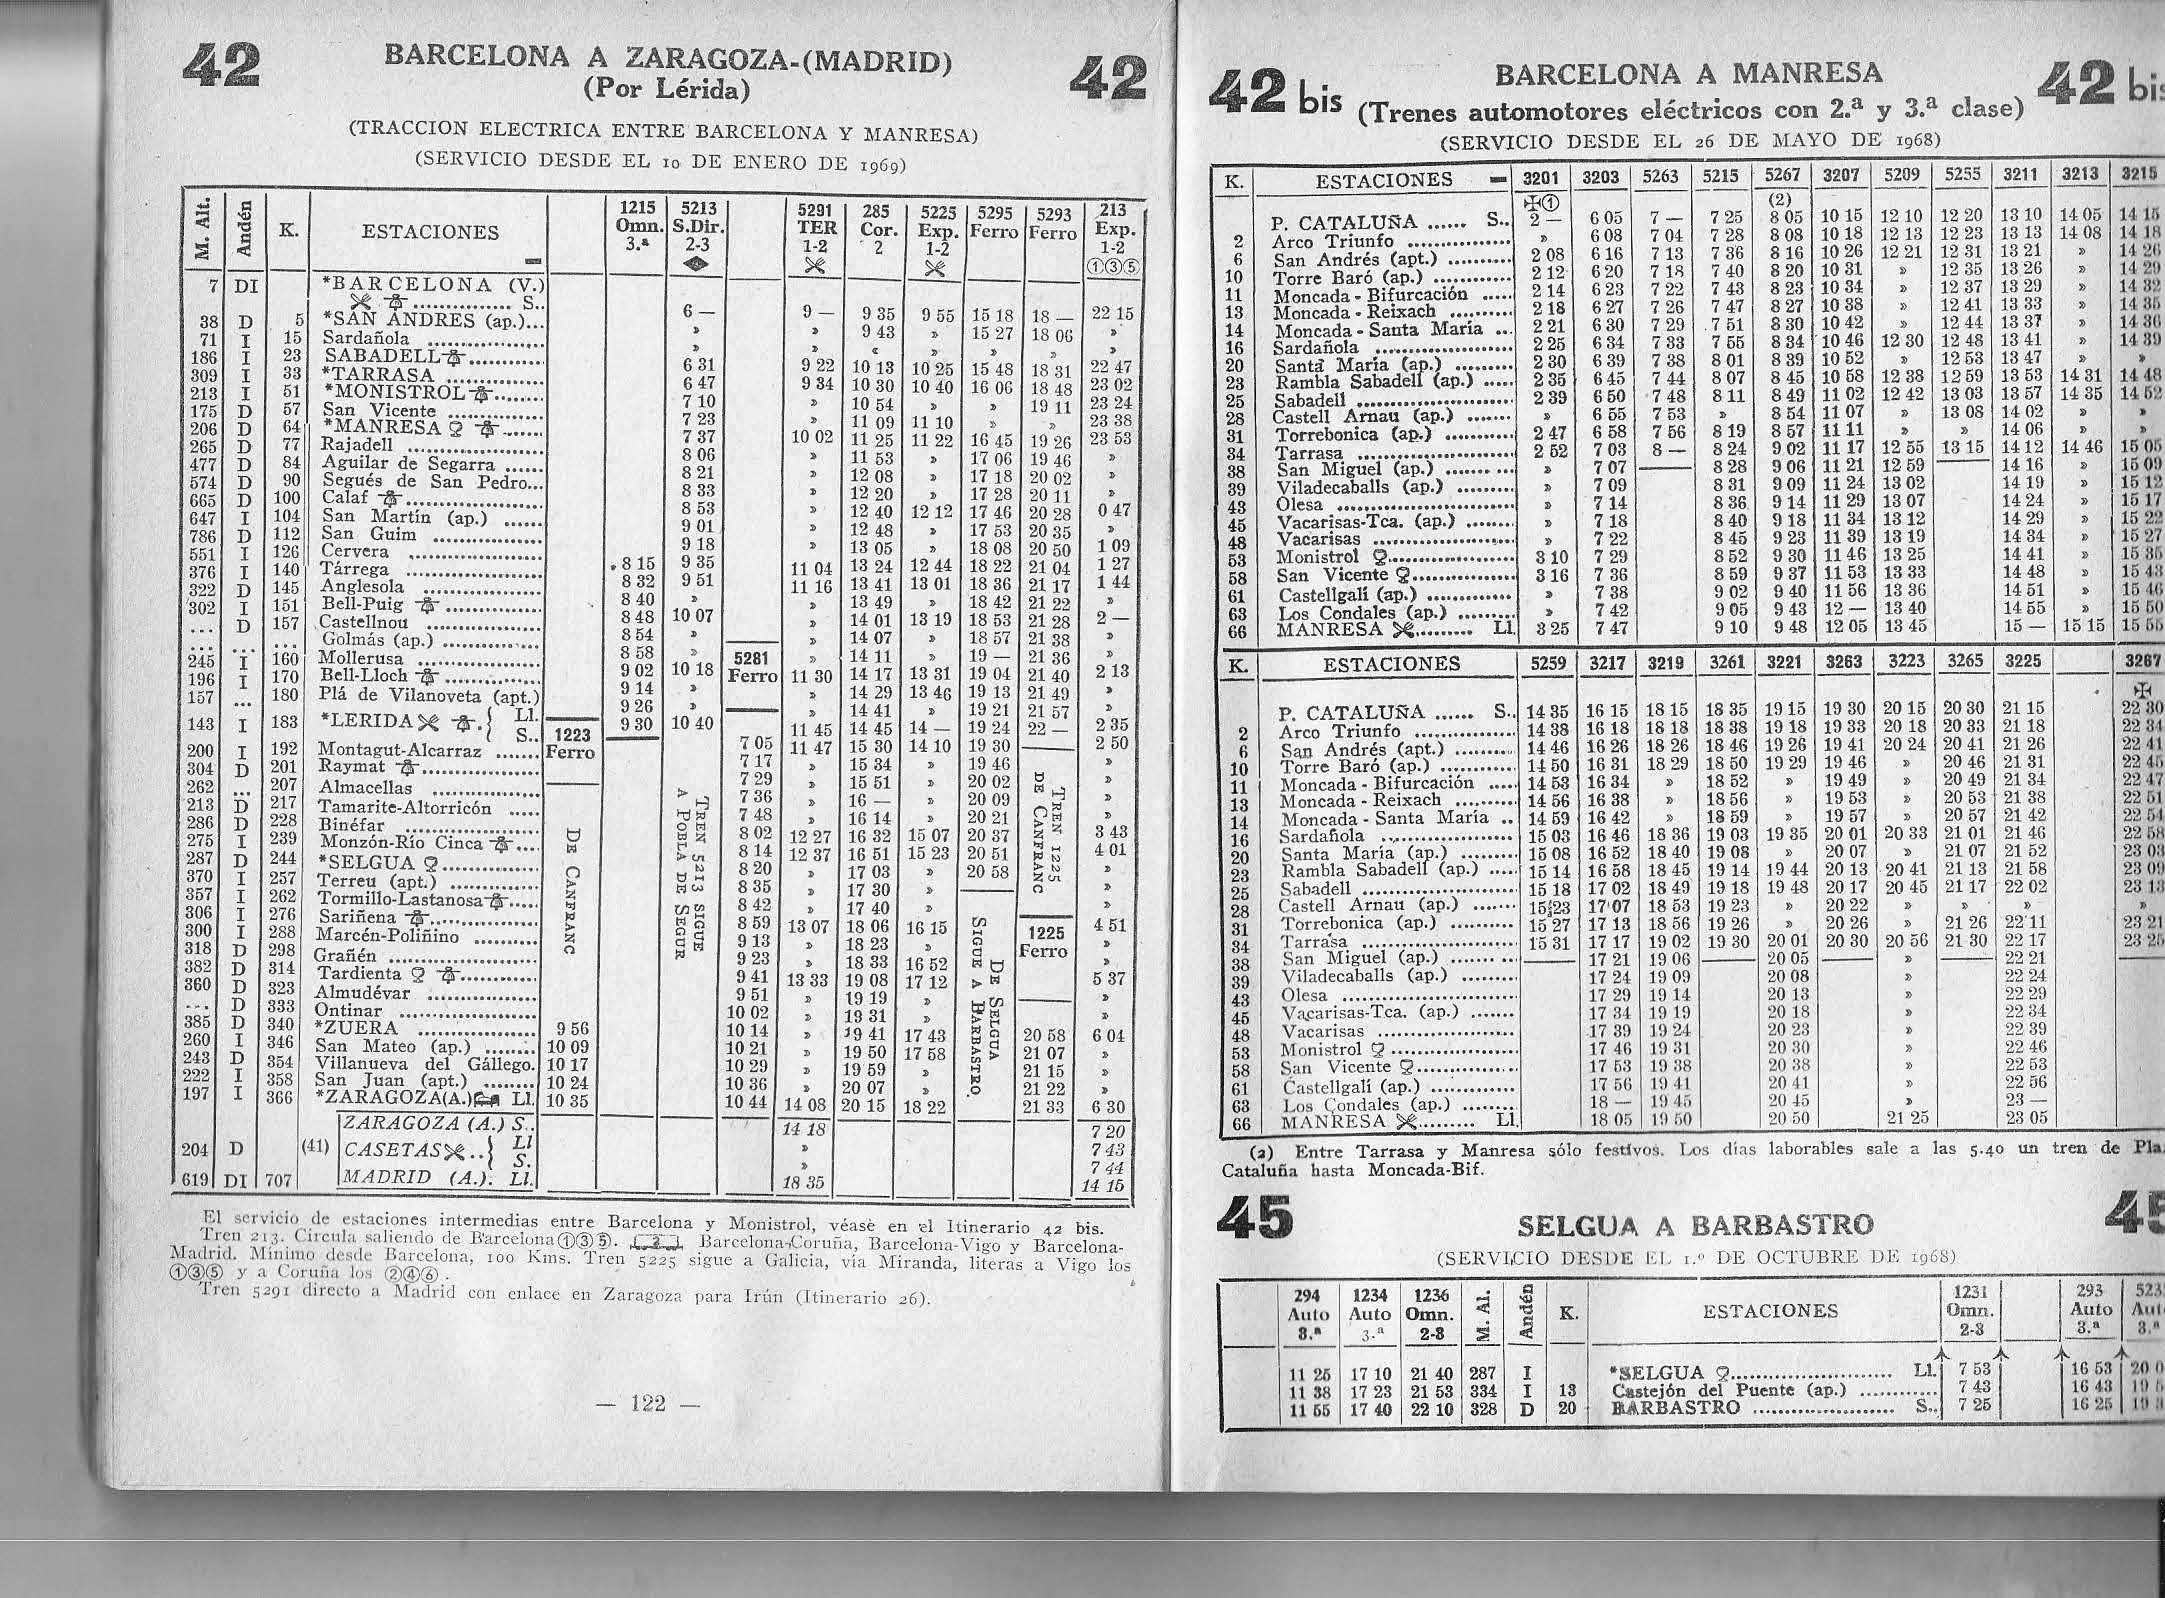 42 BARCELONA A ZARAGOZA-(MADRID) 42
(Por Lérida)
(TRACCION ELECTRICA ENTRE BARCELONA Y MANRESA)
(SERVICIO DESDE EL 10 DE ENERO DE 1969)
M. Alt. Andén K. ESTACIONES 1215 Omn. 3.ª 5213 S.Dir. 2-3 5291 TER 1-2 285 Cor. 2 5225 Exp. 1-2 5295 Ferro 5293 Ferro 213 Exp. 1-2 ①③⑤
7 DI *BARCELONA (V.)
S.. 6 — 9 — 9 35 9 55 15 18 18 — 22 15
38 D 5 *SAN ANDRES (ap.)... » » 9 43 » 15 27 18 06 »
71 I 15 Sardañola
186 I 23 SABADELL 6 31 9 22 10 13 10 25 15 48 18 31 22 47
309 I 33 *TARRASA 6 47 9 34 10 30 10 40 16 06 18 48 23 02
213 I 51 *MONISTROL 7 10 » 10 54 » » 19 11 23 24
175 D 57 San Vicente 7 23 » 11 09 11 10 » » 23 38
206 D 64 *MANRESA 7 37 10 02 11 25 11 22 16 45 19 26 23 53
265 D 77 Rajadell 8 06 » 11 53 » 17 06 19 46 »
477 D 84 Aguilar de Segarra 8 21 » 12 08 » 17 18 20 02 »
574 D 90 Segués de San Pedro... 8 33 » 12 20 » 17 28 20 11 »
665 D 100 Calaf 8 53 » 12 40 12 12 17 46 20 28 0 47
647 I 104 San Martín (ap.) 9 01 » 12 48 » 17 53 20 35 »
786 D 112 San Guim 9 18 » 13 05 » 18 08 20 50 1 09
551 I 126 Cervera 8 15 9 35 11 04 13 24 12 44 18 22 21 04 1 27
376 I 140 Tárrega 8 32 9 51 11 16 13 41 13 01 18 36 21 17 1 44
322 D 145 Anglesola 8 40 » » 13 49 » 18 42 21 22 »
302 I 151 Bell-Puig 8 48 10 07 » 14 01 13 19 18 53 21 28 2 —
... D 157 Castellnou 8 54 » » 14 07 » 18 57 21 38 »
... ... ... Golmás (ap.) 8 58 » » 14 11 » 19 — 21 36 »
245 I 160 Mollerusa 9 02 10 18 5281 Ferro 11 30 14 17 13 31 19 04 21 40 2 13
196 I 170 Bell-Lloch 9 14 » » 14 29 13 46 19 13 21 49 »
157 ... 180 Plá de Vilanoveta (apt.) 9 26 » » 14 41 » 19 21 21 57 »
143 I 183 *LERIDA Ll. 9 30 10 40 11 45 14 45 14 — 19 24 22 — 2 35
S.. 1223 Ferro 7 05 11 47 15 30 14 10 19 30 2 50
200 I 192 Montagut-Alcarraz 7 17 » 15 34 » 19 46 »
304 D 201 Raymat 7 29 » 15 51 » 20 02 »
262 ... 207 Almacellas 7 36 » 16 — » 20 09 »
213 D 217 Tamarite-Altorricón 7 48 » 16 14 » 20 21 »
286 D 228 Binéfar 8 02 12 27 16 32 15 07 20 37 3 43
275 I 239 Monzón-Río Cinca 8 14 12 37 16 51 15 23 20 51 4 01
287 D 244 *SELGUA 8 20 » 17 03 » 20 58 »
370 I 257 Terreu (apt.) 8 35 » 17 30 » »
357 I 262 Tormillo-Lastanosa 8 42 » 17 40 » »
306 I 276 Sariñena 8 59 13 07 18 06 16 15 4 51
300 I 288 Marcén-Poliñino 9 13 » 18 23 » 1225 Ferro »
318 D 298 Grañén 9 23 » 18 33 16 52 »
382 D 314 Tardienta 9 41 13 33 19 08 17 12 5 37
360 D 323 Almudévar 9 51 » 19 19 » »
... D 333 Ontinar 10 02 » 19 31 » »
385 D 340 *ZUERA 9 56 10 14 » 19 41 17 43 20 58 6 04
260 I 346 San Mateo (ap.) 10 09 10 21 » 19 50 17 58 21 07 »
243 D 354 Villanueva del Gállego. 10 17 10 29 » 19 59 » 21 15 »
222 I 358 San Juan (apt.) 10 24 10 36 » 20 07 » 21 22 »
197 I 366 *ZARAGOZA(A.) Ll. 10 35 10 44 14 08 20 15 18 22 21 33 6 30
ZARAGOZA (A.) S.. 14 18 7 20
204 D (41) CASETAS Ll » 7 43
S. » 7 44
619 DI 707 MADRID (A.). Ll. 18 35 14 15
DE CANFRANC
TREN 5213 SIGUE A POBLA DE SEGUR
DE SELGUA SIGUE A BARBASTRO.
TREN 1225 DE CANFRANC
El servicio de estaciones intermedias entre Barcelona y Monistrol, véase en el Itinerario 42 bis.
Tren 213. Circula saliendo de Barcelona①③⑤. Barcelona-Coruña, Barcelona-Vigo y Barcelona-
Madrid. Mínimo desde Barcelona, 100 Kms. Tren 5225 sigue a Galicia, vía Miranda, literas a Vigo los
①③⑤ y a Coruña los ②④⑥.
Tren 5291 directo a Madrid con enlace en Zaragoza para Irún (Itinerario 26).
— 122 —
42 bis BARCELONA A MANRESA 42 bis
(Trenes automotores eléctricos con 2.ª y 3.ª clase)
(SERVICIO DESDE EL 26 DE MAYO DE 1968)
K. ESTACIONES 3201 3203 5263 5215 5267 3207 5209 5255 3211 3213 3215
✠① (2)
P. CATALUÑA S.. 2 — 6 05 7 — 7 25 8 05 10 15 12 10 12 20 13 10 14 05 14 15
2 Arco Triunfo » 6 08 7 04 7 28 8 08 10 18 12 13 12 23 13 13 14 08 14 18
6 San Andrés (apt.) 2 08 6 16 7 13 7 36 8 16 10 26 12 21 12 31 13 21 » 14 26
10 Torre Baró (ap.) 2 12 6 20 7 18 7 40 8 20 10 31 » 12 35 13 26 » 14 29
11 Moncada - Bifurcación 2 14 6 23 7 22 7 43 8 23 10 34 » 12 37 13 29 » 14 32
13 Moncada - Reixach 2 18 6 27 7 26 7 47 8 27 10 38 » 12 41 13 33 » 14 35
14 Moncada - Santa María 2 21 6 30 7 29 7 51 8 30 10 42 » 12 44 13 37 » 14 36
16 Sardañola 2 25 6 34 7 33 7 55 8 34 10 46 12 30 12 48 13 41 » 14 39
20 Santa María (ap.) 2 30 6 39 7 38 8 01 8 39 10 52 » 12 53 13 47 » »
23 Rambla Sabadell (ap.) 2 35 6 45 7 44 8 07 8 45 10 58 12 38 12 59 13 53 14 31 14 48
25 Sabadell 2 39 6 50 7 48 8 11 8 49 11 02 12 42 13 03 13 57 14 35 14 52
28 Castell Arnau (ap.) » 6 55 7 53 » 8 54 11 07 » 13 08 14 02 » »
31 Torrebonica (ap.) 2 47 6 58 7 56 8 19 8 57 11 11 » » 14 06 » »
34 Tarrasa 2 52 7 03 8 — 8 24 9 02 11 17 12 55 13 15 14 12 14 46 15 05
38 San Miguel (ap.) » 7 07 8 28 9 06 11 21 12 59 14 16 » 15 09
39 Viladecaballs (ap.) » 7 09 8 31 9 09 11 24 13 02 14 19 » 15 12
43 Olesa » 7 14 8 36 9 14 11 29 13 07 14 24 » 15 17
45 Vacarisas-Tca. (ap.) » 7 18 8 40 9 18 11 34 13 12 14 29 » 15 22
48 Vacarisas » 7 22 8 45 9 23 11 39 13 19 14 34 » 15 27
53 Monistrol 3 10 7 29 8 52 9 30 11 46 13 25 14 41 » 15 35
58 San Vicente 3 16 7 36 8 59 9 37 11 53 13 33 14 48 » 15 43
61 Castellgalí (ap.) » 7 38 9 02 9 40 11 56 13 36 14 51 » 15 46
63 Los Condales (ap.) » 7 42 9 05 9 43 12 — 13 40 14 55 » 15 50
66 MANRESA Ll. 3 25 7 47 9 10 9 48 12 05 13 45 15 — 15 15 15 55
K. ESTACIONES 5259 3217 3219 3261 3221 3263 3223 3265 3225 3267
P. CATALUÑA S.. 14 35 16 15 18 15 18 35 19 15 19 30 20 15 20 30 21 15 ✠ 22 30
2 Arco Triunfo 14 38 16 18 18 18 18 38 19 18 19 33 20 18 20 33 21 18 22 34
6 San Andrés (apt.) 14 46 16 26 18 26 18 46 19 26 19 41 20 24 20 41 21 26 22 41
10 Torre Baró (ap.) 14 50 16 31 18 29 18 50 19 29 19 46 » 20 46 21 31 22 45
11 Moncada - Bifurcación 14 53 16 34 » 18 52 » 19 49 » 20 49 21 34 22 47
13 Moncada - Reixach 14 56 16 38 » 18 56 » 19 53 » 20 53 21 38 22 51
14 Moncada - Santa María 14 59 16 42 » 18 59 » 19 57 » 20 57 21 42 22 54
16 Sardañola 15 03 16 46 18 36 19 03 19 35 20 01 20 33 21 01 21 46 22 58
20 Santa María (ap.) 15 08 16 52 18 40 19 08 » 20 07 » 21 07 21 52 23 03
23 Rambla Sabadell (ap.) 15 14 16 58 18 45 19 14 19 44 20 13 20 41 21 13 21 58 23 09
25 Sabadell 15 18 17 02 18 49 19 18 19 48 20 17 20 45 21 17 22 02 23 13
28 Castell Arnau (ap.) 15 23 17 07 18 53 19 23 » 20 22 » » » »
31 Torrebonica (ap.) 15 27 17 13 18 56 19 26 » 20 26 » 21 26 22 11 23 21
34 Tarrasa 15 31 17 17 19 02 19 30 20 01 20 30 20 56 21 30 22 17 23 25
38 San Miguel (ap.) 17 21 19 06 20 05 » 22 21
39 Viladecaballs (ap.) 17 24 19 09 20 08 » 22 24
43 Olesa 17 29 19 14 20 13 » 22 29
45 Vacarisas-Tca. (ap.) 17 34 19 19 20 18 » 22 34
48 Vacarisas 17 39 19 24 20 23 » 22 39
53 Monistrol 17 46 19 31 20 30 » 22 46
58 San Vicente 17 53 19 38 20 38 » 22 53
61 Castellgalí (ap.) 17 56 19 41 20 41 » 22 56
63 Los Condales (ap.) 18 — 19 45 20 45 » 23 —
66 MANRESA Ll. 18 05 19 50 20 50 21 25 23 05
(2) Entre Tarrasa y Manresa sólo festivos. Los días laborables sale a las 5.40 un tren de Pla.
Cataluña hasta Moncada-Bif.
45 SELGUA A BARBASTRO 45
(SERVICIO DESDE EL 1.º DE OCTUBRE DE 1968)
294 Auto 3.ª 1234 Auto 3.ª 1236 Omn. 2-3 M. Al. Andén K. ESTACIONES 1231 Omn. 2-3 293 Auto 3.ª
11 25 17 10 21 40 287 I *SELGUA Ll. 7 53 16 53
11 38 17 23 21 53 334 I 13 Castejón del Puente (ap.) 7 43 16 43
11 55 17 40 22 10 328 D 20 BARBASTRO S.. 7 25 16 25